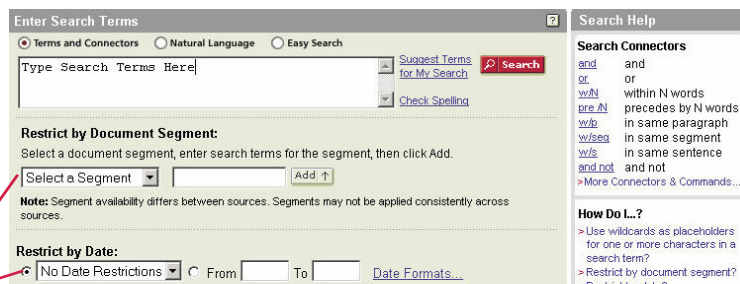 Enter Search Terms
?
Terms and Connectors Natural Language Easy Search
Type Search Terms Here
Suggest Terms
for My Search
Search
Check Spelling
Restrict by Document Segment:
Select a document segment, enter search terms for the segment, then click Add.
Select a Segment Add ↑
Note: Segment availability differs between sources. Segments may not be applied consistently across
sources.
Restrict by Date:
No Date Restrictions From To Date Formats...
Search Help
Search Connectors
and and
or or
w/N within N words
pre /N precedes by N words
w/p in same paragraph
w/seg in same segment
w/s in same sentence
and not and not
>More Connectors & Commands...
How Do I...?
>Use wildcards as placeholders
for one or more characters in a
search term?
>Restrict by document segment?